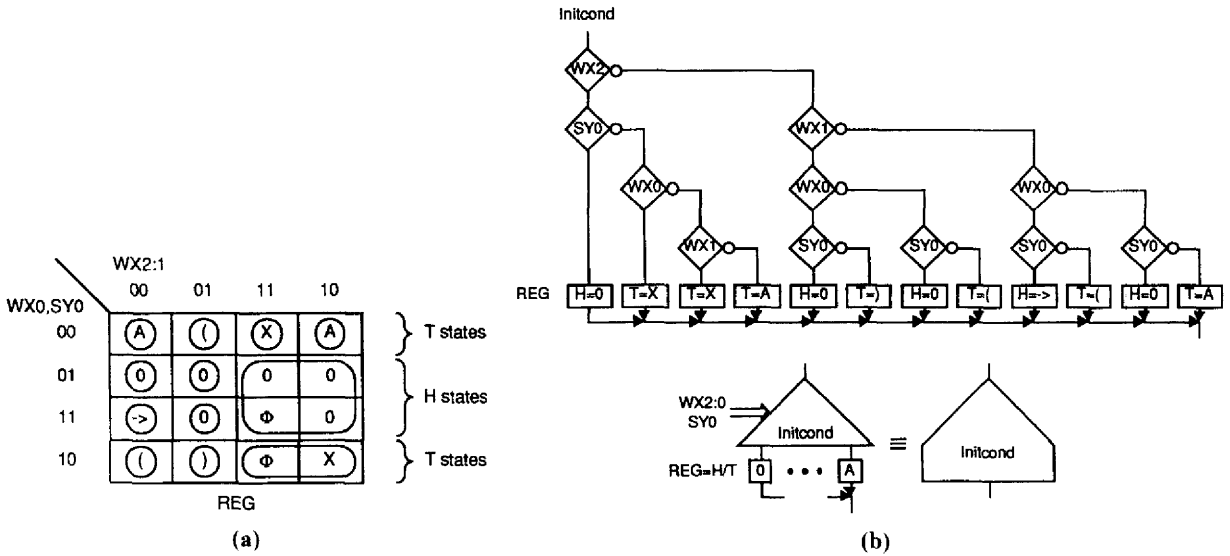 Initcond
WX2
SY0 WX1
WX0 WX0 WX0
WX1 SY0 SY0 SY0 SY0
REG H=0 T=X T=X T=A H=0 T=) H=0 T=( H=-> T=( H=0 T=A
WX2:1
00 01 11 10
WX0,SY0
00 A ( X A T states
01 0 0 0 0
H states
11 -> 0 Φ 0
10 ( ) Φ X T states
REG
(a)
WX2:0
SY0
Initcond ≡ Initcond
REG=H/T 0 • • • A
(b)